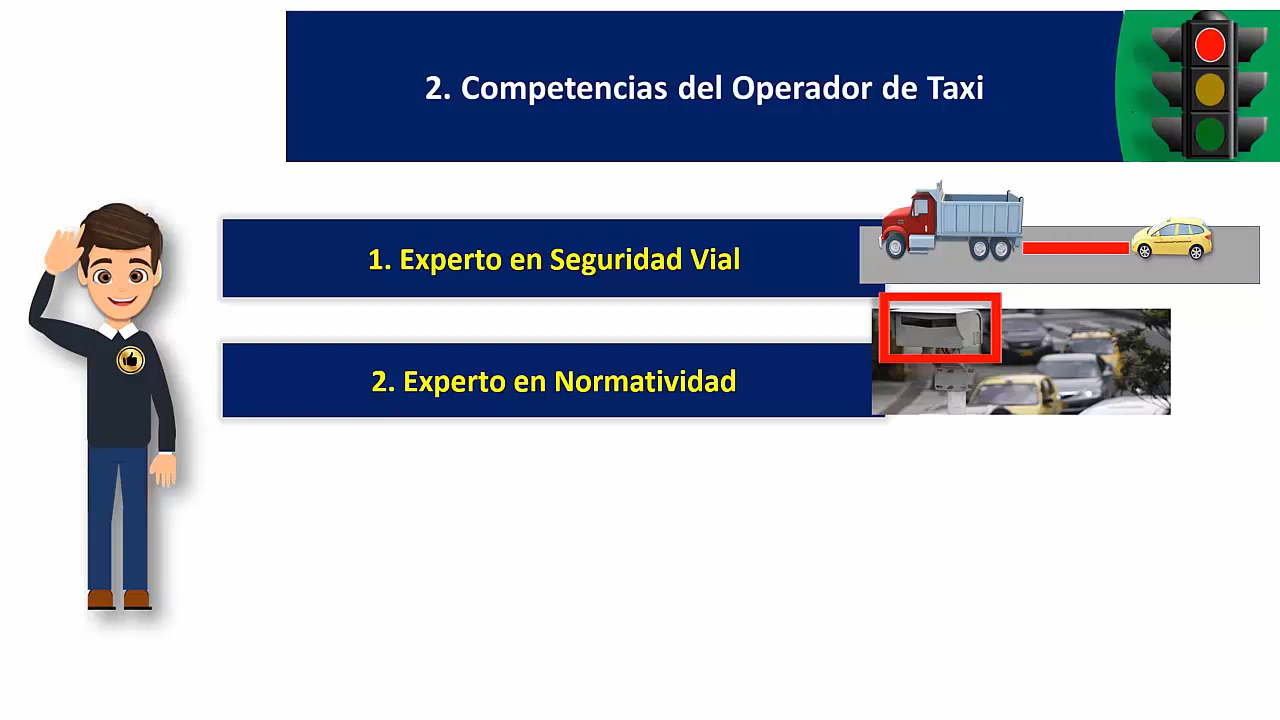 2. Competencias del Operador de Taxi
1. Experto en Seguridad Vial
2. Experto en Normatividad